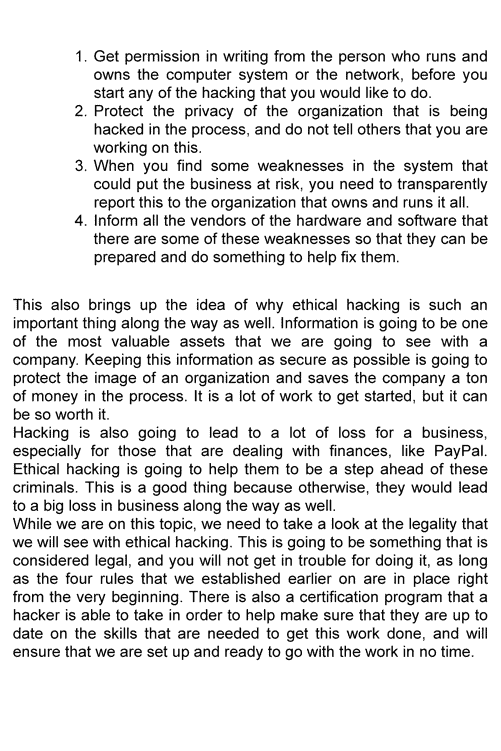 1. Get permission in writing from the person who runs and
owns the computer system or the network, before you
start any of the hacking that you would like to do.
2. Protect the privacy of the organization that is being
hacked in the process, and do not tell others that you are
working on this.
3. When you find some weaknesses in the system that
could put the business at risk, you need to transparently
report this to the organization that owns and runs it all.
4. Inform all the vendors of the hardware and software that
there are some of these weaknesses so that they can be
prepared and do something to help fix them.
This also brings up the idea of why ethical hacking is such an
important thing along the way as well. Information is going to be one
of the most valuable assets that we are going to see with a
company. Keeping this information as secure as possible is going to
protect the image of an organization and saves the company a ton
of money in the process. It is a lot of work to get started, but it can
be so worth it.
Hacking is also going to lead to a lot of loss for a business,
especially for those that are dealing with finances, like PayPal.
Ethical hacking is going to help them to be a step ahead of these
criminals. This is a good thing because otherwise, they would lead
to a big loss in business along the way as well.
While we are on this topic, we need to take a look at the legality that
we will see with ethical hacking. This is going to be something that is
considered legal, and you will not get in trouble for doing it, as long
as the four rules that we established earlier on are in place right
from the very beginning. There is also a certification program that a
hacker is able to take in order to help make sure that they are up to
date on the skills that are needed to get this work done, and will
ensure that we are set up and ready to go with the work in no time.